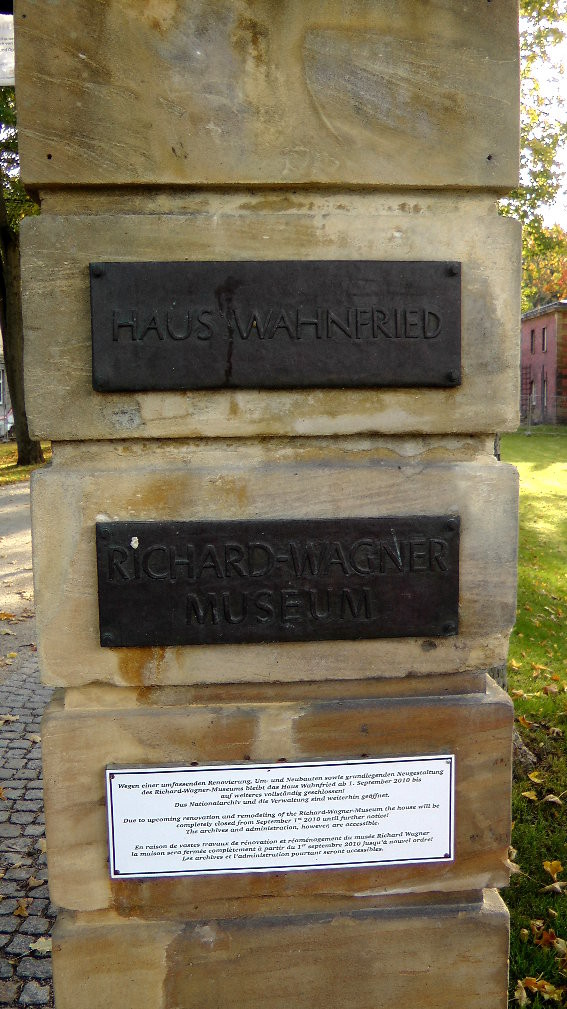 HAUS WAHNFRIED
RICHARD-WAGNER
MUSEUM
Wegen einer umfassenden Renovierung, Um- und Neubauten sowie grundlegenden Neugestaltung
des Richard-Wagner-Museums bleibt das Haus Wahnfried ab 1. September 2010 bis
auf weiteres vollständig geschlossen!
Das Nationalarchiv und die Verwaltung sind weiterhin geöffnet.
Due to upcoming renovation and remodeling of the Richard-Wagner-Museum the house will be
completely closed from September 1st 2010 until further notice!
The archives and administration, however, are accessible.
En raison de vastes travaux de rénovation et réaménagement du musée Richard Wagner
la maison sera fermée complètement à partir du 1er septembre 2010 jusqu'à nouvel ordre!
Les archives et l'administration pourtant seront accessibles.